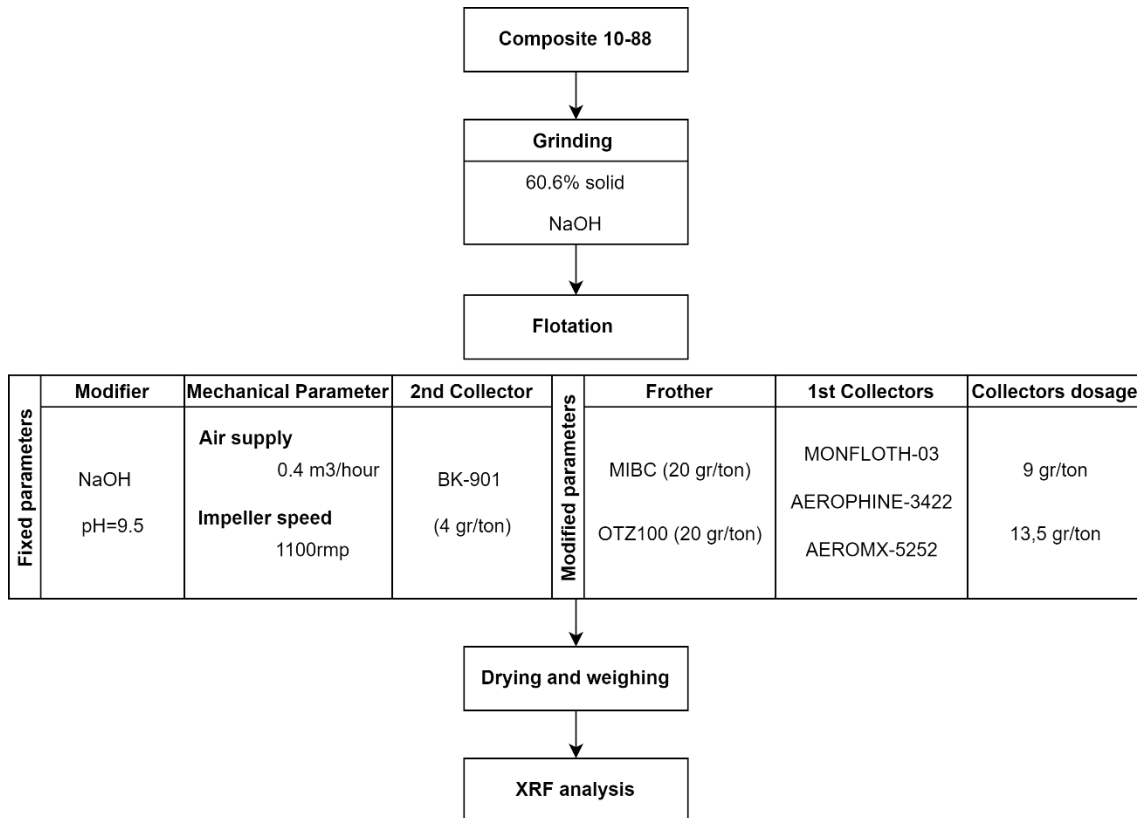 Composite 10-88
Grinding
60.6% solid
NaOH
Flotation
Fixed parameters
Modifier
NaOH
pH=9.5
Mechanical Parameter
Air supply
0.4 m3/hour
Impeller speed
1100rmp
2nd Collector
BK-901
(4 gr/ton)
Modified parameters
Frother
MIBC (20 gr/ton)
OTZ100 (20 gr/ton)
1st Collectors
MONFLOTH-03
AEROPHINE-3422
AEROMX-5252
Collectors dosage
9 gr/ton
13,5 gr/ton
Drying and weighing
XRF analysis